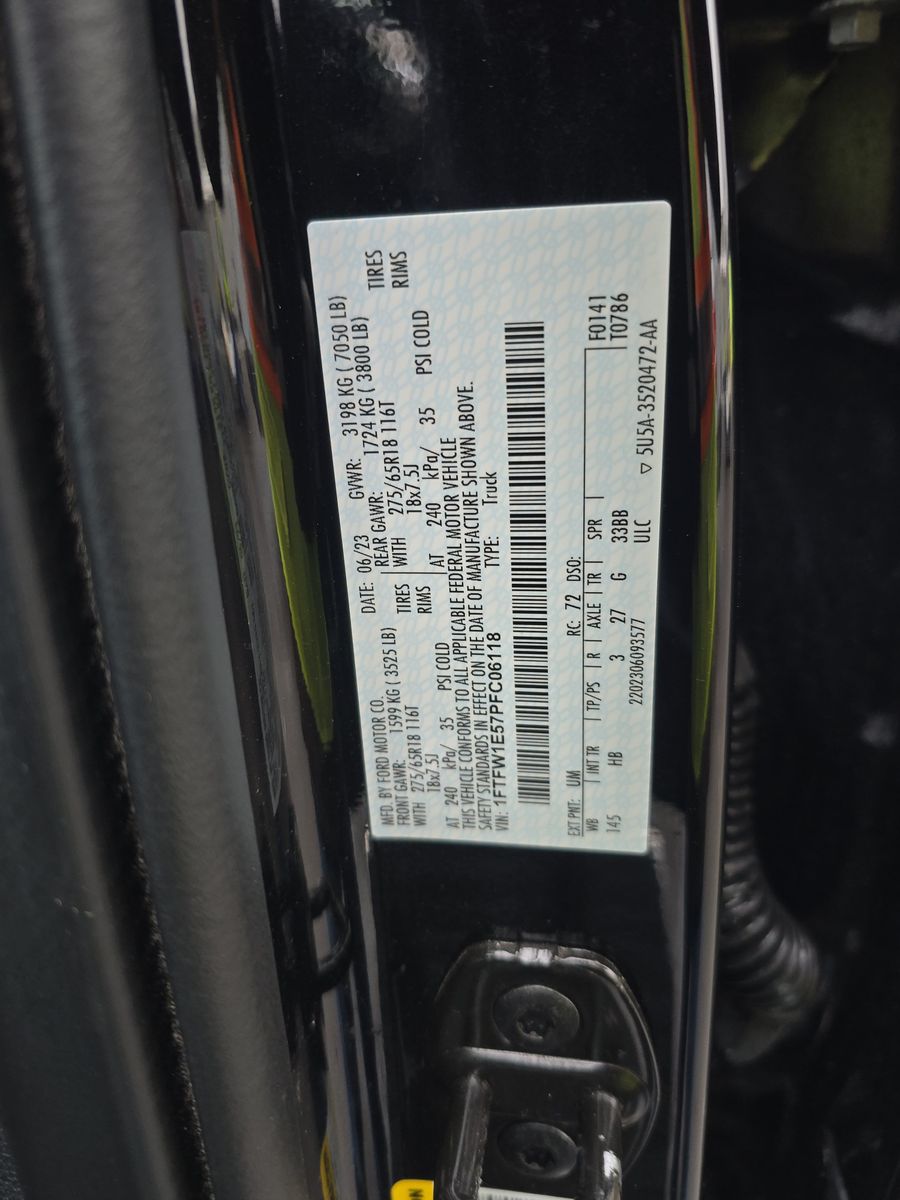 MFD. BY FORD MOTOR CO.
DATE: 06/23 GVWR: 3198 KG ( 7050 LB)
FRONT GAWR: 1599 KG ( 3525 LB) REAR GAWR: 1724 KG ( 3800 LB)
WITH 275/65R18 116T TIRES WITH 275/65R18 116T TIRES
18x7.5J RIMS 18x7.5J RIMS
AT 240 kPa/ 35 PSI COLD AT 240 kPa/ 35 PSI COLD
THIS VEHICLE CONFORMS TO ALL APPLICABLE FEDERAL MOTOR VEHICLE
SAFETY STANDARDS IN EFFECT ON THE DATE OF MANUFACTURE SHOWN ABOVE.
VIN: 1FTFW1E57PFC06118 TYPE: Truck
EXT PNT: UM RC: 72 DSO:
WB INT TR TP/PS R AXLE TR SPR F0141
145 HB 3 27 G 33BB T0786
2202306093577 ULC
▽ 5U5A-3520472-AA